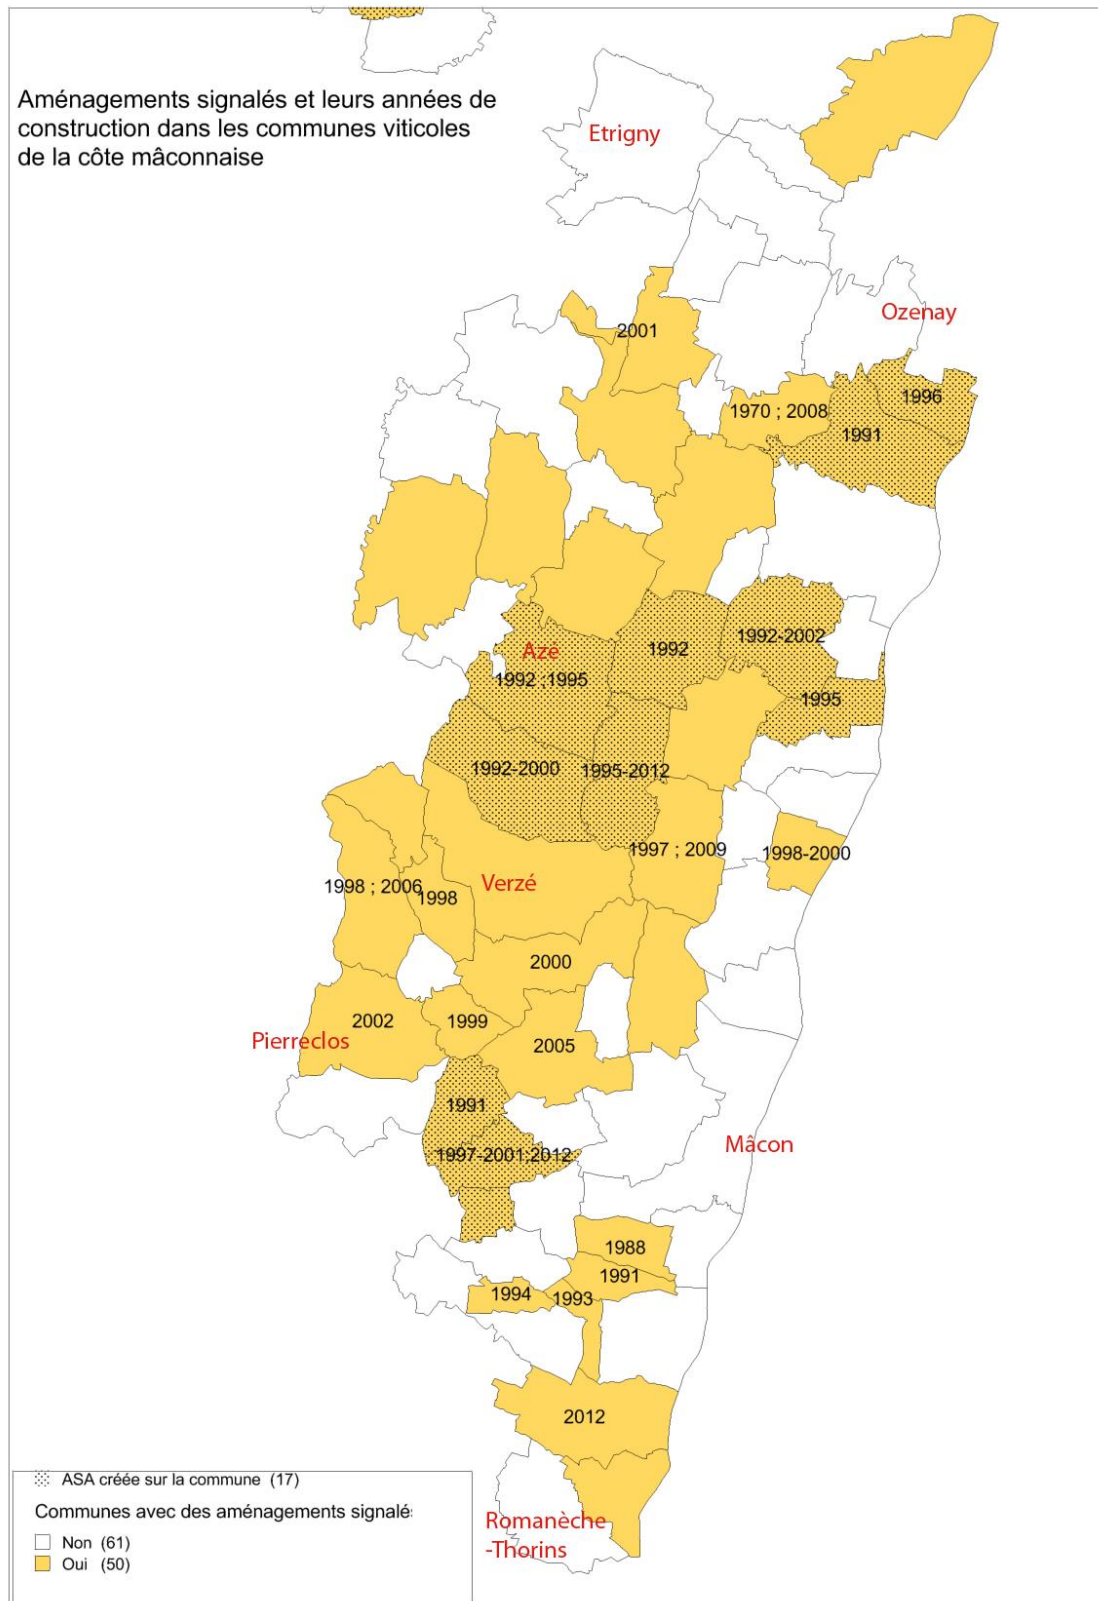 Aménagements signalés et leurs années de
construction dans les communes viticoles
de la côte mâconnaise
Etrigny
Ozenay
2001
1996
1970 ; 2008
1991
1992-2002
1992
Azé
1992 ;1995
1995
1992-2000
1995-2012
1997 ; 2009
1998-2000
Verzé
1998 ; 2006
1998
2000
2002
1999
Pierreclos
2005
1991
Mâcon
1997-2001;2012
1988
1991
1994
1993
2012
ASA créée sur la commune (17)
Communes avec des aménagements signalé
Non (61)
Oui (50)
Romanèche
-Thorins